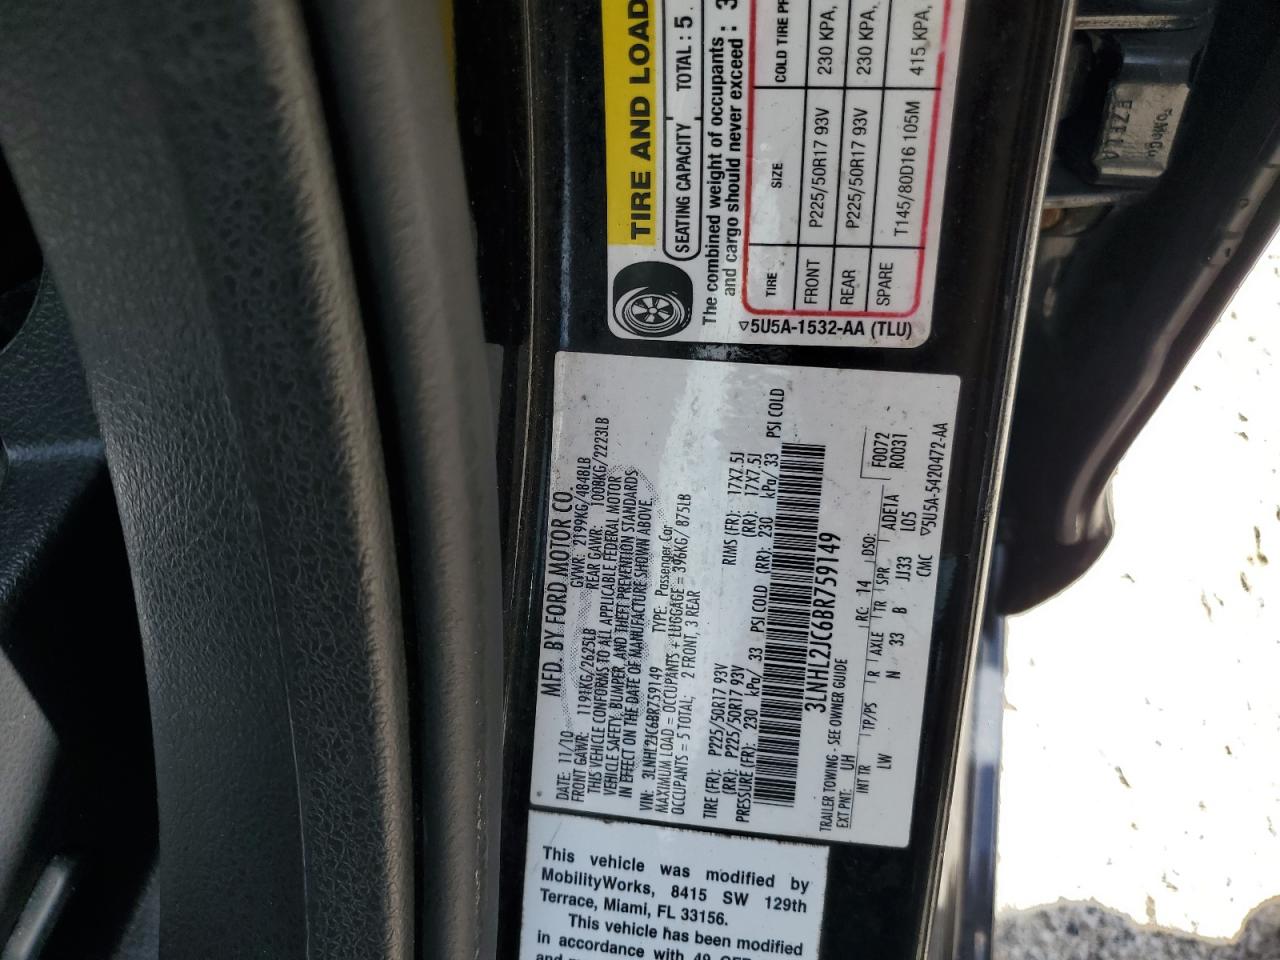 TIRE AND LOAD
SEATING CAPACITY TOTAL : 5
The combined weight of occupants
and cargo should never exceed : 3
TIRE SIZE COLD TIRE
FRONT P225/50R17 93V 230 KPA,
REAR P225/50R17 93V 230 KPA,
SPARE T145/80D16 105M 415 KPA,
5U5A-1532-AA (TLU)
MFD. BY FORD MOTOR CO.
DATE: 11/10 GVWR: 2199KG/4848LB
FRONT GAWR: 1191KG/2625LB REAR GAWR: 1008KG/2223LB
THIS VEHICLE CONFORMS TO ALL APPLICABLE FEDERAL MOTOR
VEHICLE SAFETY, BUMPER, AND THEFT PREVENTION STANDARDS
IN EFFECT ON THE DATE OF MANUFACTURE SHOWN ABOVE.
VIN: 3LNHL2JC6BR759149 TYPE: Passenger Car
MAXIMUM LOAD = OCCUPANTS + LUGGAGE = 396KG/ 875LB
OCCUPANTS = 5 TOTAL; 2 FRONT, 3 REAR
TIRE (FR): P225/50R17 93V RIMS (FR): 17X7.5J
(RR): P225/50R17 93V (RR): 17X7.5J
PRESSURE (FR): 230 kPa/ 33 PSI COLD (RR): 230 kPa/ 33 PSI COLD
3LNHL2JC6BR759149
TRAILER TOWING - SEE OWNER GUIDE
EXT PNT: UH RC: 14 DSO: F0072
INT TR TP/PS R AXLE TR SPR ADE1A R0031
LW N 33 B JJ33 L05
CMC 5U5A-5420472-AA
This vehicle was modified by
MobilityWorks, 8415 SW 129th
Terrace, Miami, FL 33156.
This vehicle has been modified
in accordance with 49